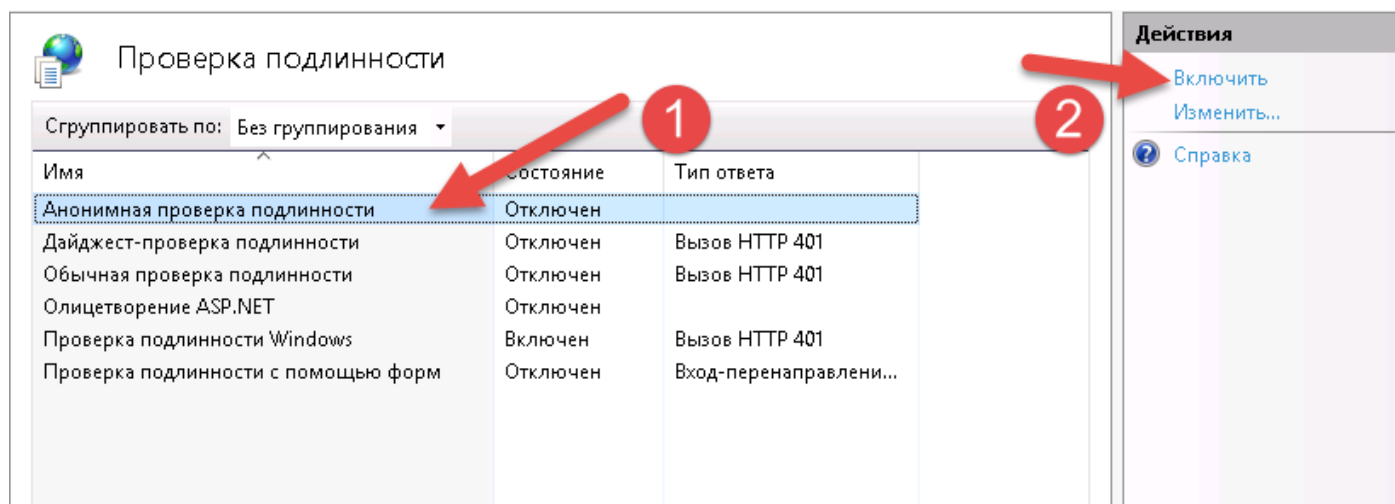 Проверка подлинности
Сгруппировать по: Без группирования
1
Имя Состояние Тип ответа
Анонимная проверка подлинности Отключен
Дайджест-проверка подлинности Отключен Вызов HTTP 401
Обычная проверка подлинности Отключен Вызов HTTP 401
Олицетворение ASP.NET Отключен
Проверка подлинности Windows Включен Вызов HTTP 401
Проверка подлинности с помощью форм Отключен Вход-перенаправлени...
Действия
Включить
2
Изменить...
Справка